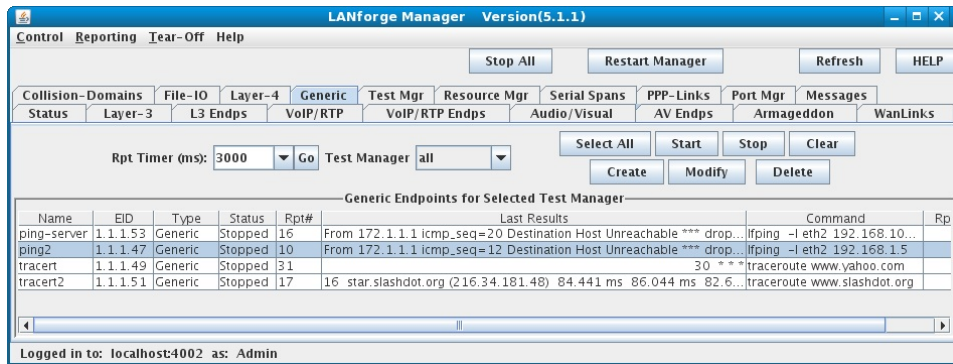 LANforge Manager Version(5.1.1)
Control Reporting Tear-Off Help
Stop All Restart Manager Refresh HELP
Collision-Domains File-IO Layer-4 Generic Test Mgr Resource Mgr Serial Spans PPP-Links Port Mgr Messages
Status Layer-3 L3 Endps VoIP/RTP VoIP/RTP Endps Audio/Visual AV Endps Armageddon WanLinks
Rpt Timer (ms): 3000 Go Test Manager all
Select All Start Stop Clear
Create Modify Delete
Generic Endpoints for Selected Test Manager
Name EID Type Status Rpt# Last Results Command Rp
ping-server 1.1.1.53 Generic Stopped 16 From 172.1.1.1 icmp_seq=20 Destination Host Unreachable *** drop... lfping -I eth2 192.168.10...
ping2 1.1.1.47 Generic Stopped 10 From 172.1.1.1 icmp_seq=12 Destination Host Unreachable *** drop... lfping -I eth2 192.168.1.5
tracert 1.1.1.49 Generic Stopped 31 30 * * * traceroute www.yahoo.com
tracert2 1.1.1.51 Generic Stopped 17 16 star.slashdot.org (216.34.181.48) 84.441 ms 86.044 ms 82.6... traceroute www.slashdot.org
Logged in to: localhost:4002 as: Admin